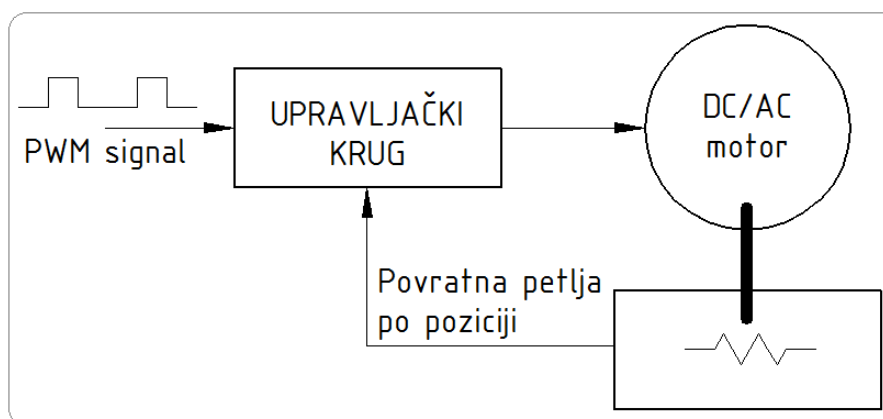 PWM signal
UPRAVLJAČKI
KRUG
DC/AC
motor
Povratna petlja
po poziciji